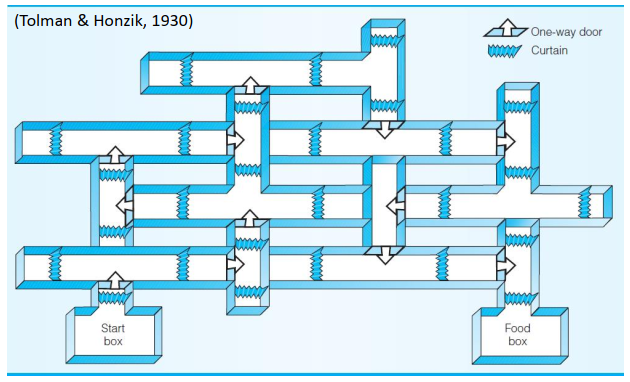 (Tolman & Honzik, 1930)
One-way door
Curtain
Start
box
Food
box